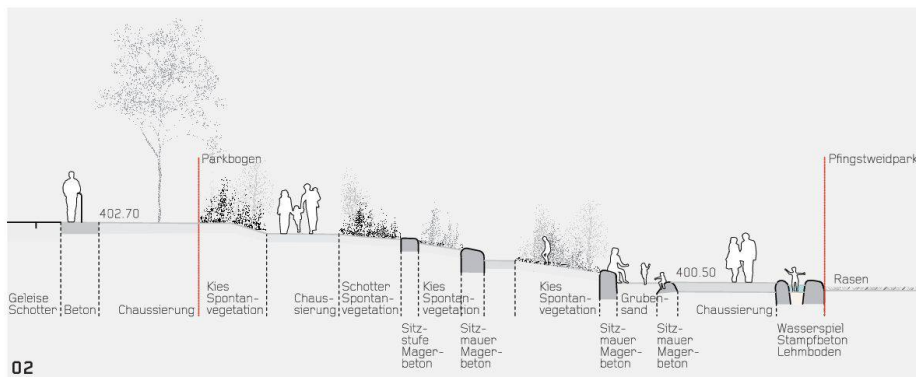 Parkbogen
Pfingstweidpark
402.70
400.50
Rasen
Geleise
Schotter
Beton
Chaussierung
Kies
Spontan-
vegetation
Chaus-
sierung
Schotter
Spontan-
vegetation
Kies
Spontan-
vegetation
Kies
Spontan-
vegetation
Gruben-
sand
Chaussierung
Sitz-
stufe
Mager-
beton
Sitz-
mauer
Mager-
beton
Sitz-
mauer
Mager-
beton
Sitz-
mauer
Mager-
beton
Wasserspiel
Stampfbeton
Lehmboden
02